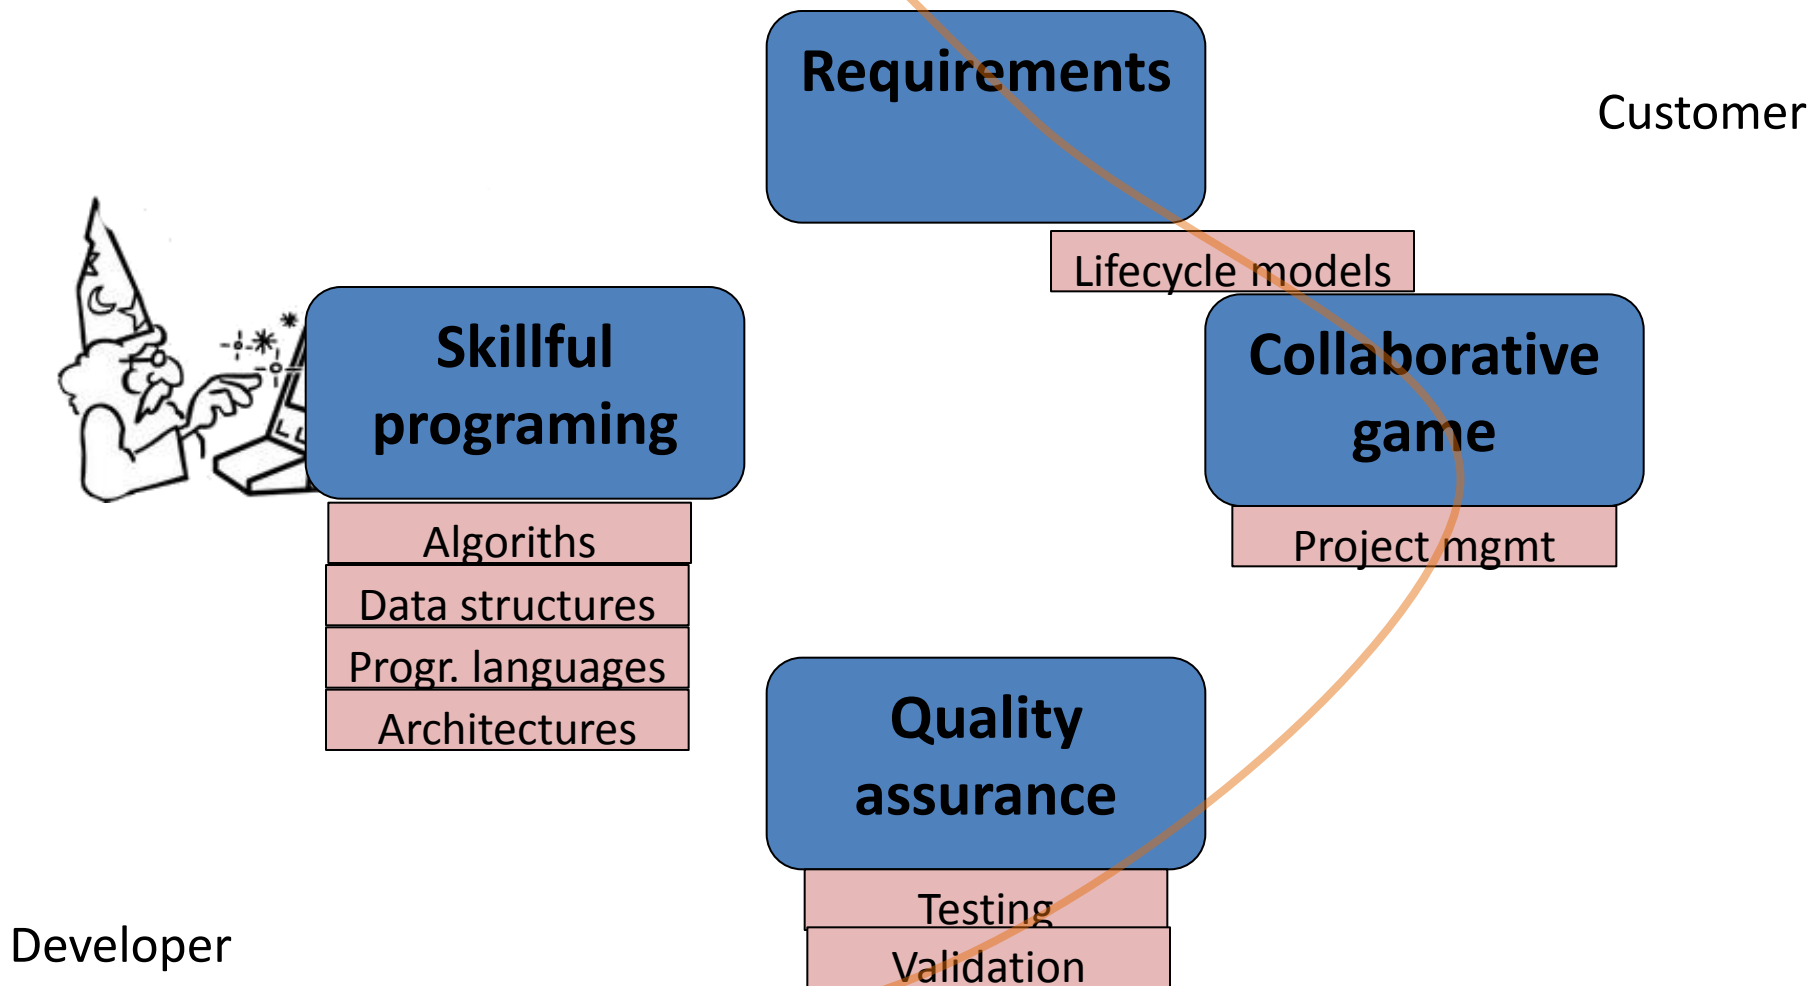 Requirements
Customer
Lifecycle models
Skillful
programing
Collaborative
game
Algoriths
Data structures
Progr. languages
Architectures
Project mgmt
Quality
assurance
Testing
Validation
Developer